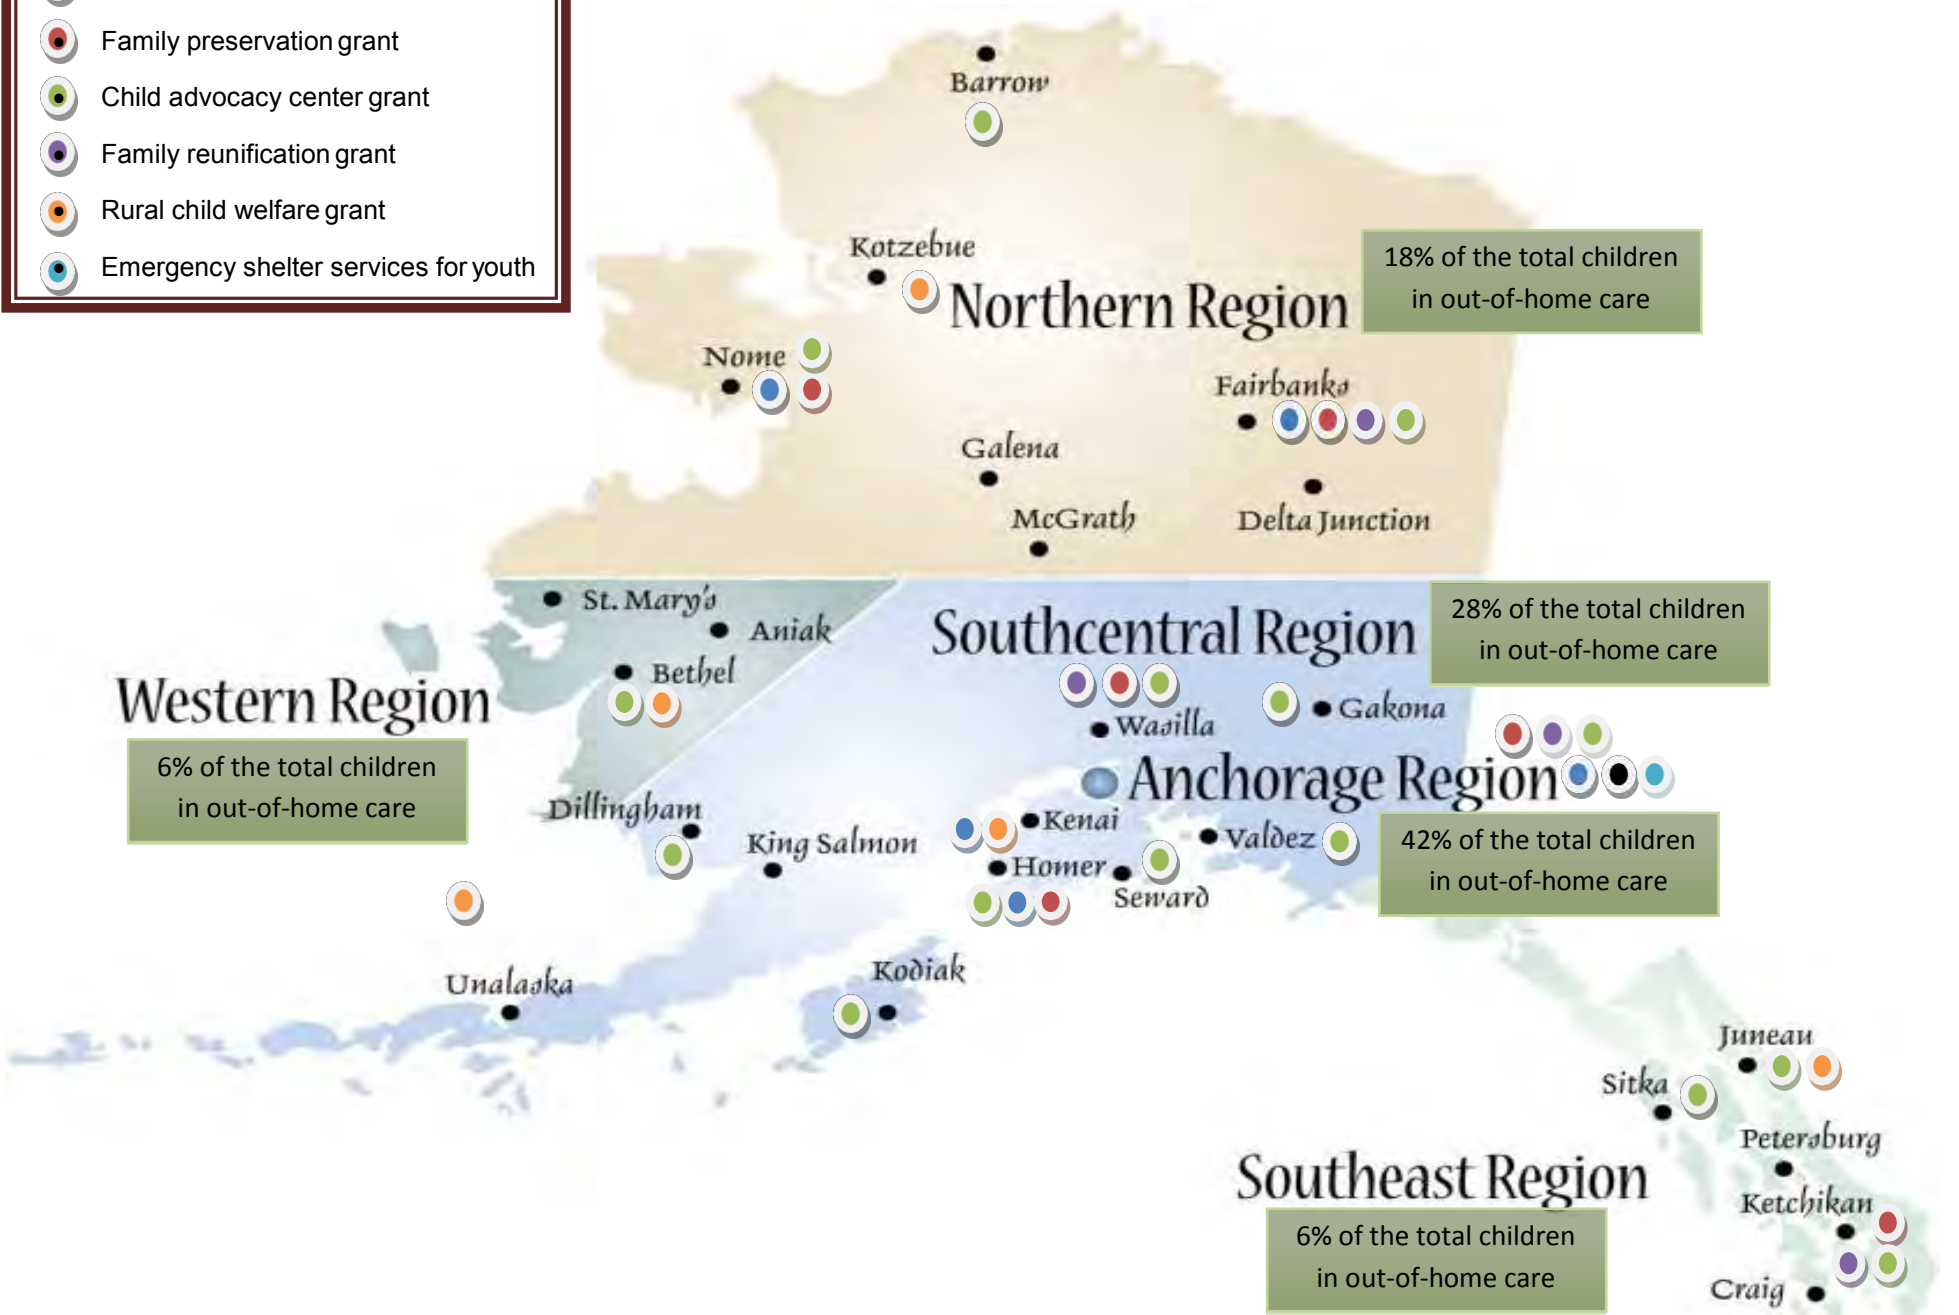 Family preservation grant
Child advocacy center grant
Family reunification grant
Rural child welfare grant
Emergency shelter services for youth
Barrow
Kotzebue
Northern Region
18% of the total children
in out-of-home care
Nome
Fairbanks
Galena
McGrath
Delta Junction
St. Mary's
Aniak
Bethel
Western Region
6% of the total children
in out-of-home care
Southcentral Region
28% of the total children
in out-of-home care
Wasilla
Gakona
Anchorage Region
42% of the total children
in out-of-home care
Dillingham
King Salmon
Kenai
Homer
Seward
Valdez
Unalaska
Kodiak
Juneau
Sitka
Petersburg
Ketchikan
Craig
Southeast Region
6% of the total children
in out-of-home care